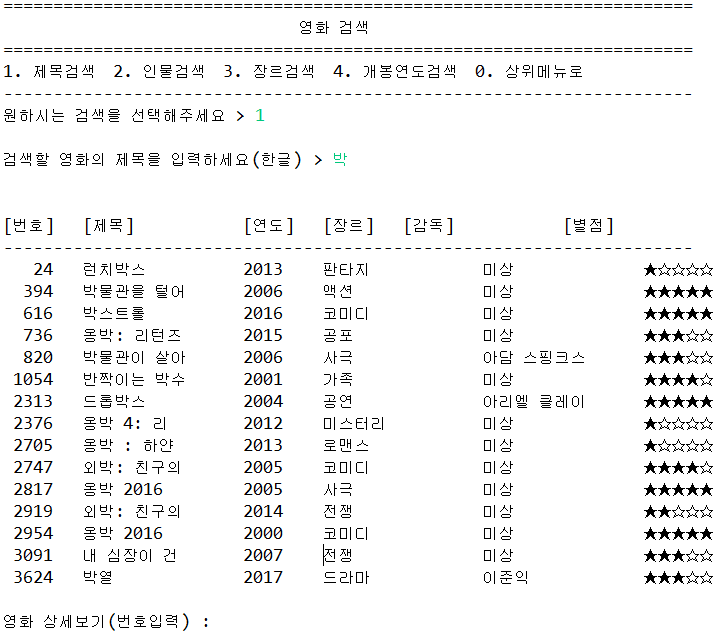 =====================================================================
영화 검색
=====================================================================
1. 제목검색  2. 인물검색  3. 장르검색  4. 개봉연도검색  0. 상위메뉴로
---------------------------------------------------------------------
원하시는 검색을 선택해주세요 > 1
검색할 영화의 제목을 입력하세요(한글) > 박
[번호] [제목] [연도] [장르] [감독] [별점]
---------------------------------------------------------------------
24 런치박스 2013 판타지 미상 ★☆☆☆☆
394 박물관을 털어 2006 액션 미상 ★★★★★
616 박스트롤 2016 코미디 미상 ★★★★★
736 옹박: 리턴즈 2015 공포 미상 ★★★☆☆
820 박물관이 살아 2006 사극 아담 스핑크스 ★★★☆☆
1054 반짝이는 박수 2001 가족 미상 ★★★★☆
2313 드롭박스 2004 공연 아리엘 클레이 ★★★★★
2376 옹박 4: 리 2012 미스터리 미상 ★☆☆☆☆
2705 옹박 : 하얀 2013 로맨스 미상 ★☆☆☆☆
2747 외박: 친구의 2005 코미디 미상 ★★★★☆
2817 옹박 2016 2005 사극 미상 ★★★★★
2919 외박: 친구의 2014 전쟁 미상 ★★☆☆☆
2954 옹박 2016 2000 코미디 미상 ★★★★★
3091 내 심장이 건 2007 전쟁 미상 ★★★☆☆
3624 박열 2017 드라마 이준익 ★★★☆☆
영화 상세보기(번호입력) :